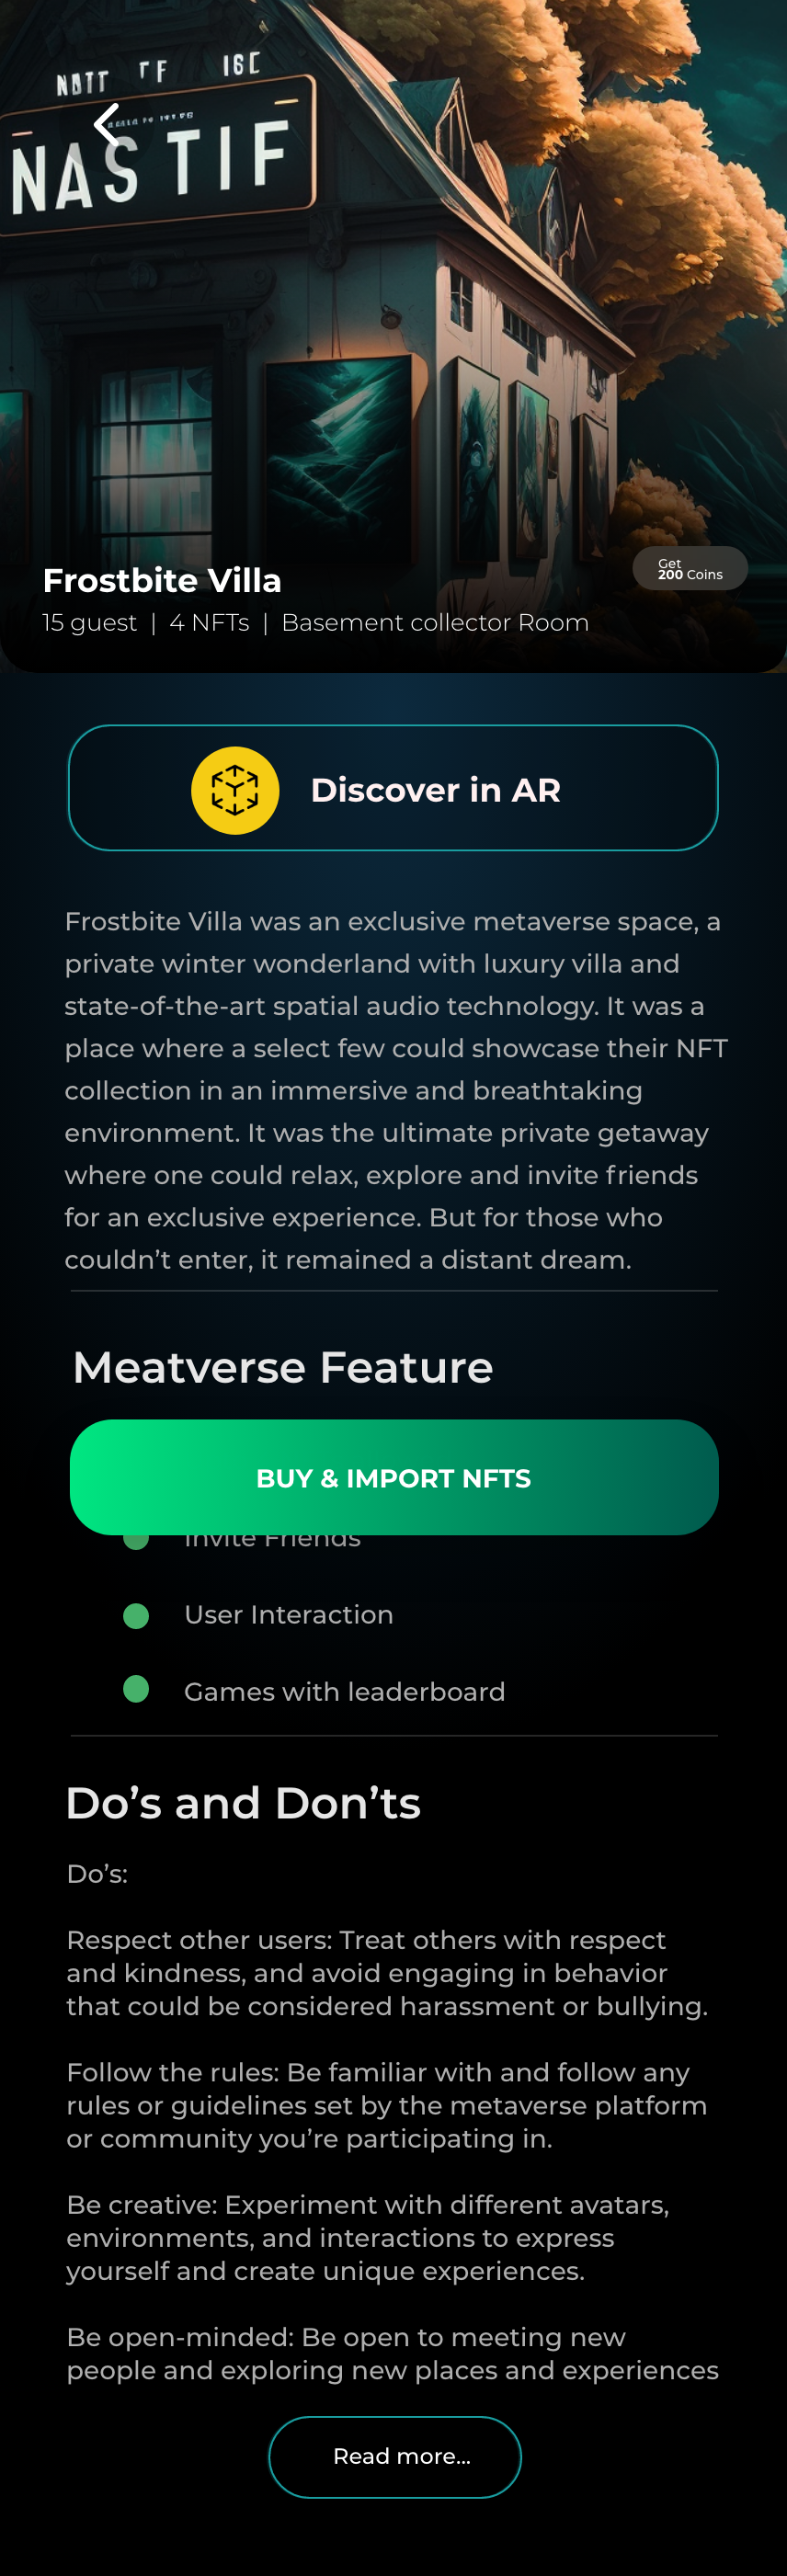 NOTT TF IGC
NASTIF
Frostbite Villa
Get
200 Coins
15 guest | 4 NFTs | Basement collector Room
Discover in AR
Frostbite Villa was an exclusive metaverse space, a
private winter wonderland with luxury villa and
state-of-the-art spatial audio technology. It was a
place where a select few could showcase their NFT
collection in an immersive and breathtaking
environment. It was the ultimate private getaway
where one could relax, explore and invite friends
for an exclusive experience. But for those who
couldn’t enter, it remained a distant dream.
Meatverse Feature
BUY & IMPORT NFTS
Invite Friends
User Interaction
Games with leaderboard
Do’s and Don’ts
Do’s:
Respect other users: Treat others with respect
and kindness, and avoid engaging in behavior
that could be considered harassment or bullying.
Follow the rules: Be familiar with and follow any
rules or guidelines set by the metaverse platform
or community you’re participating in.
Be creative: Experiment with different avatars,
environments, and interactions to express
yourself and create unique experiences.
Be open-minded: Be open to meeting new
people and exploring new places and experiences
Read more...